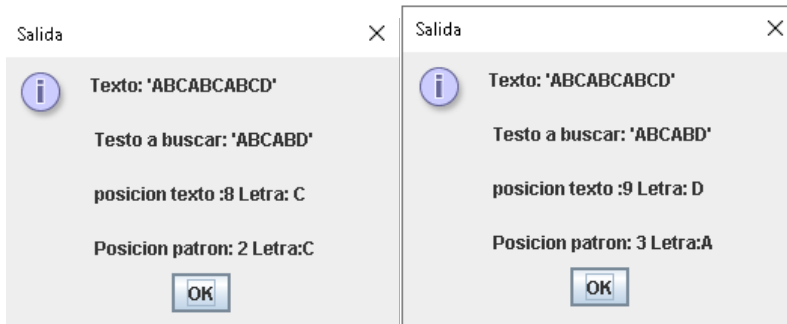 Salida
Texto: 'ABCABCABCD'
Testo a buscar: 'ABCABD'
posicion texto :8 Letra: C
Posicion patron: 2 Letra:C
OK
Salida
Texto: 'ABCABCABCD'
Testo a buscar: 'ABCABD'
posicion texto :9 Letra: D
Posicion patron: 3 Letra:A
OK